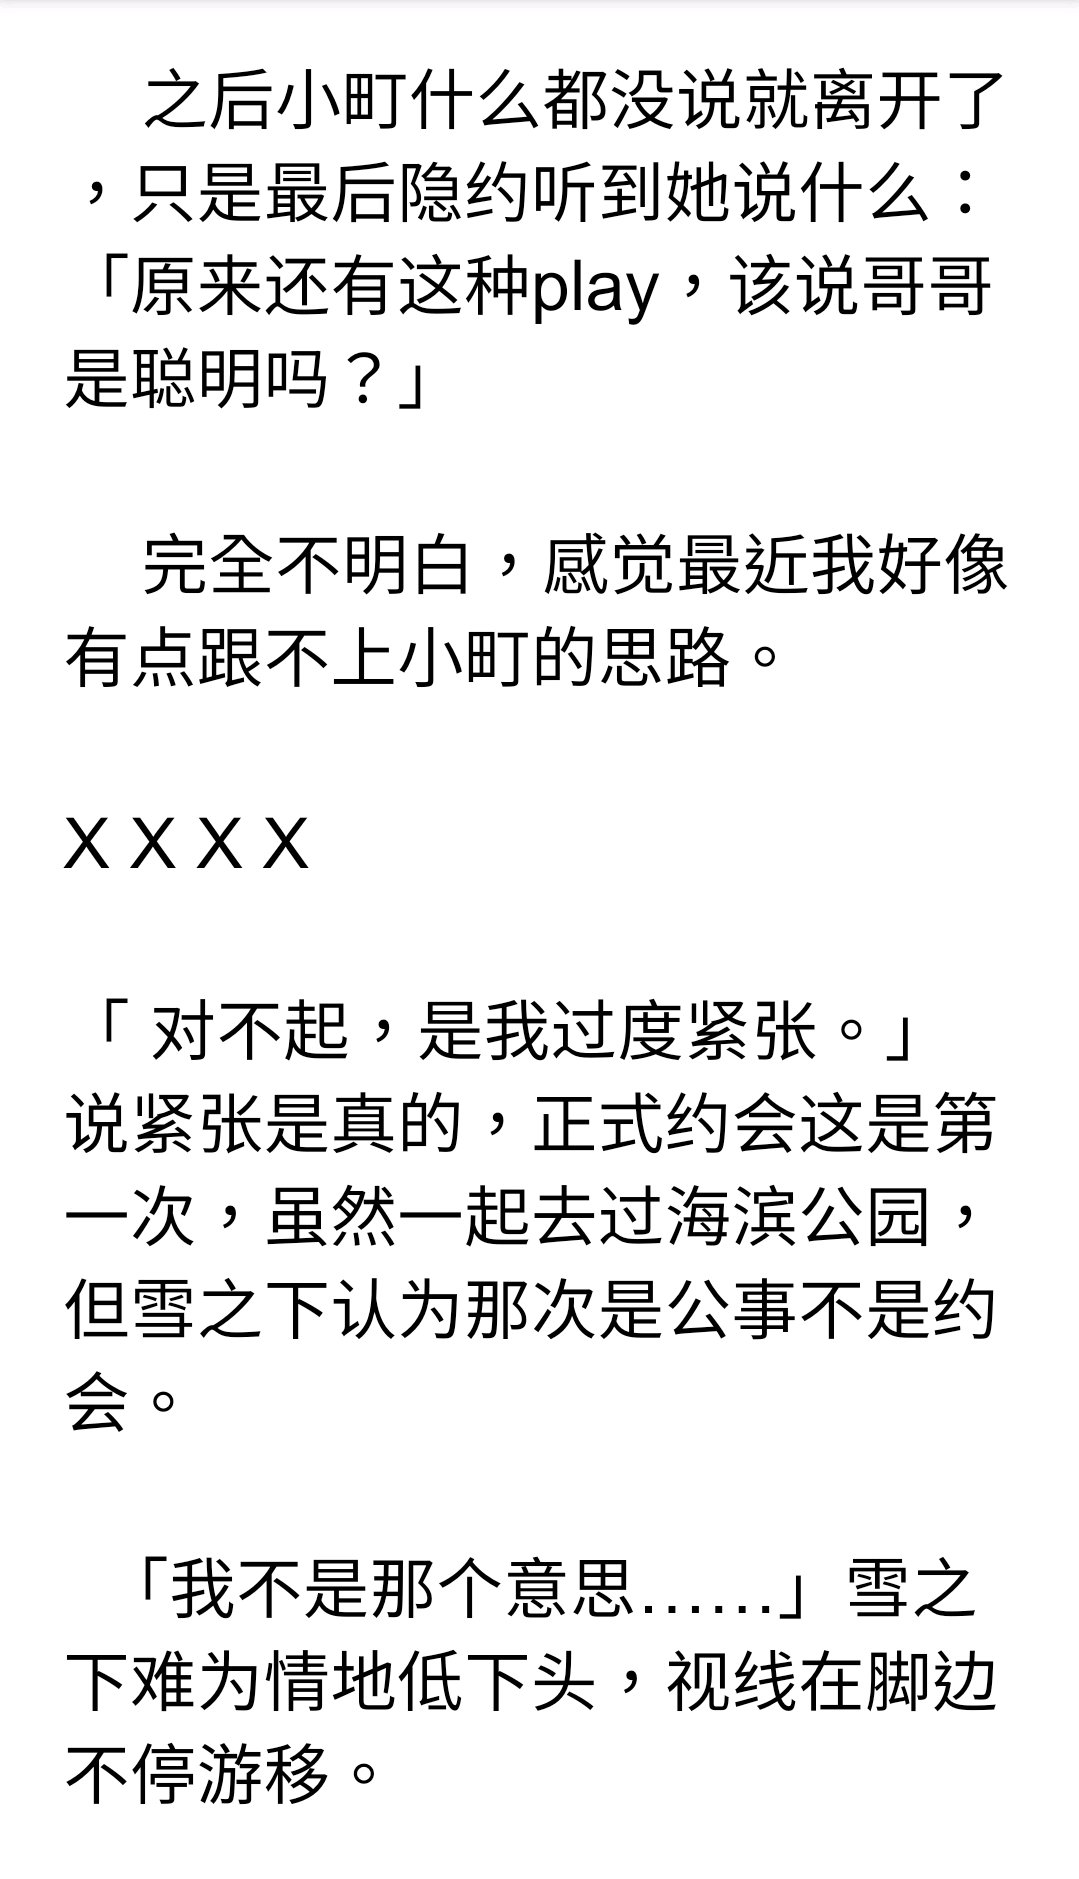 之后小町什么都没说就离开了
，只是最后隐约听到她说什么：
「原来还有这种play，该说哥哥
是聪明吗？」
完全不明白，感觉最近我好像
有点跟不上小町的思路。
X X X X
「 对不起，是我过度紧张。」
说紧张是真的，正式约会这是第
一次，虽然一起去过海滨公园，
但雪之下认为那次是公事不是约
会。
「我不是那个意思……」雪之
下难为情地低下头，视线在脚边
不停游移。